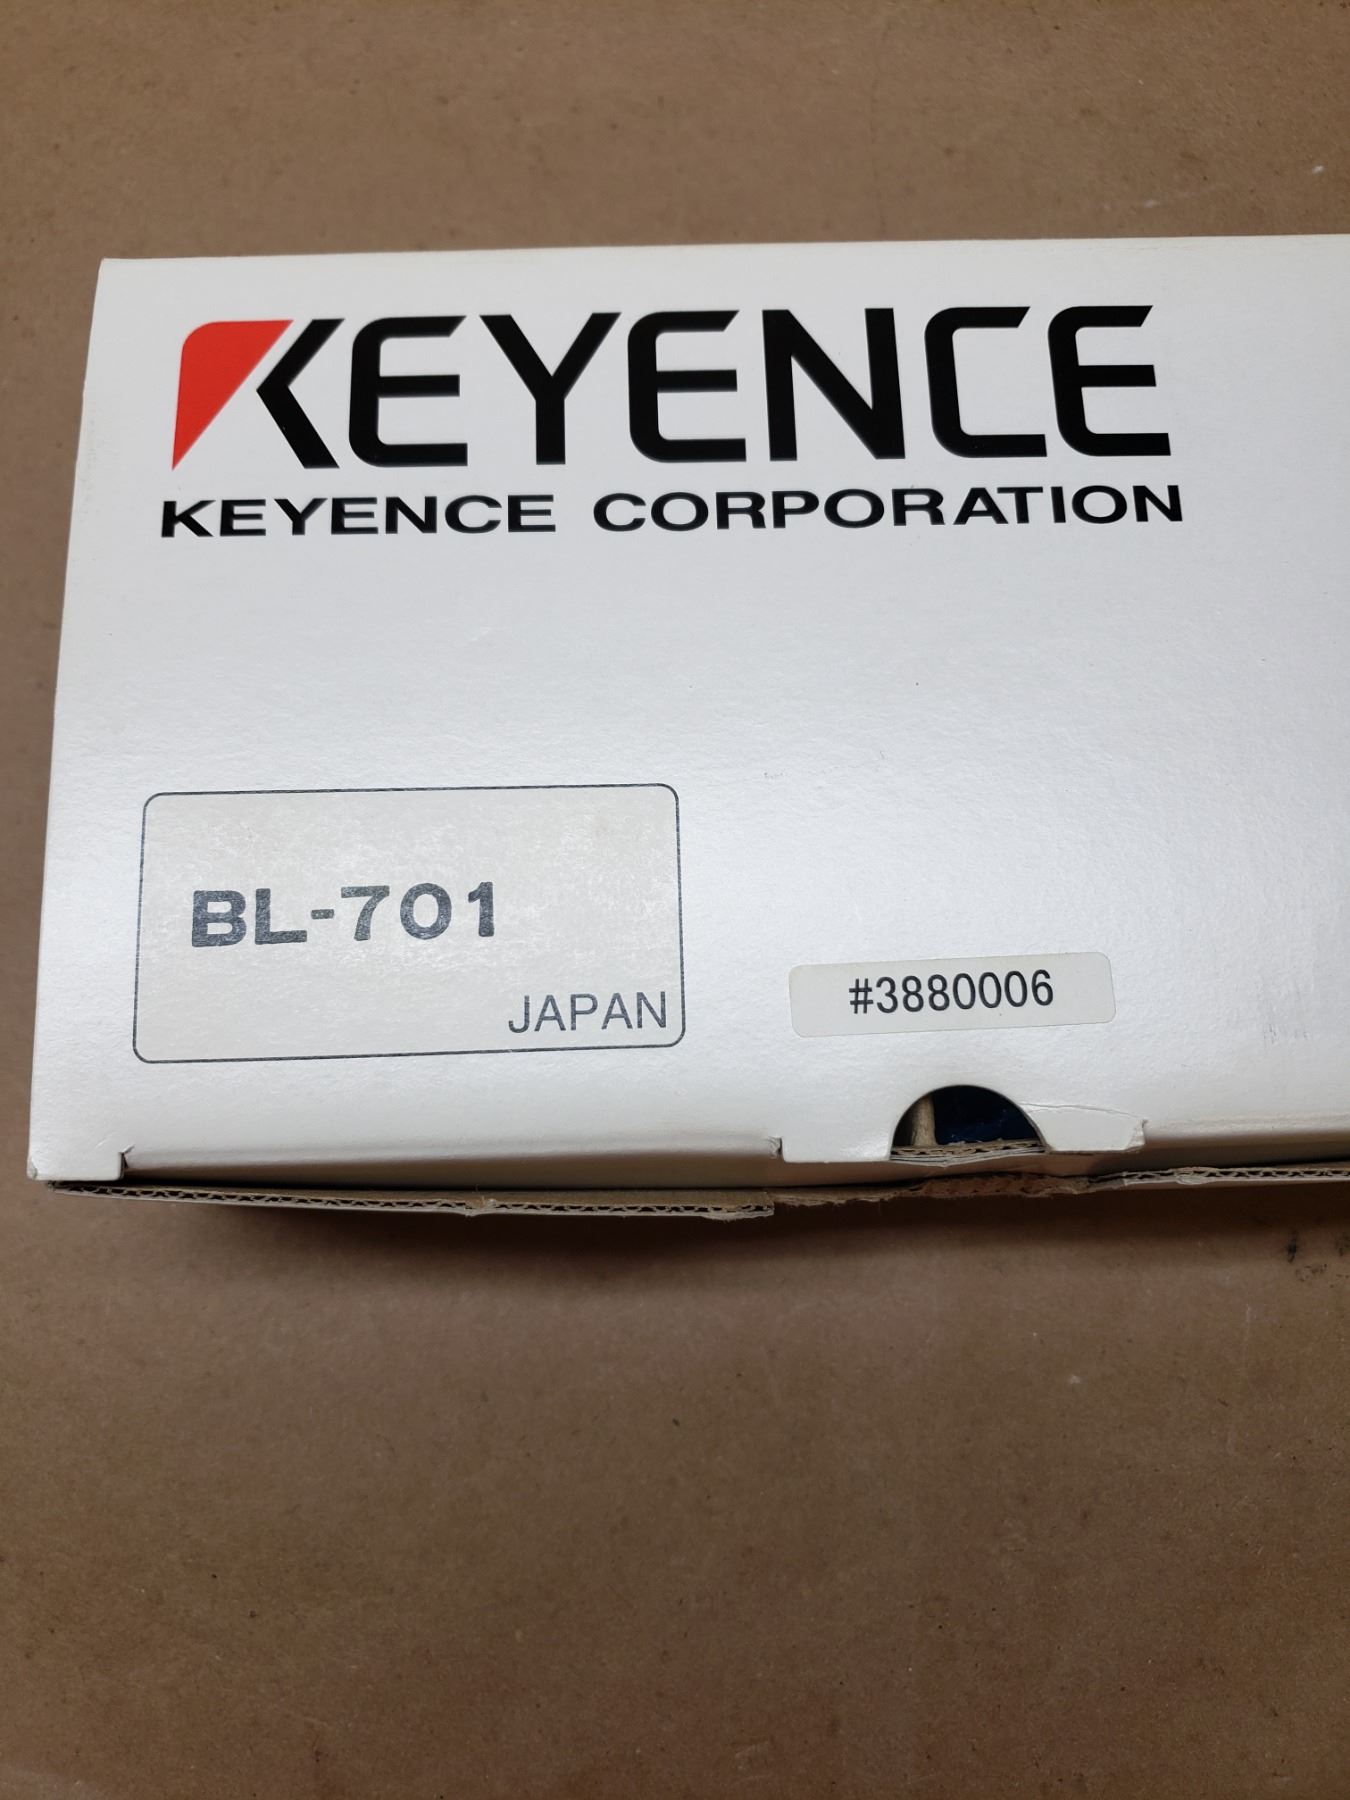 KEYENCE
KEYENCE CORPORATION
BL-701
JAPAN
#3880006